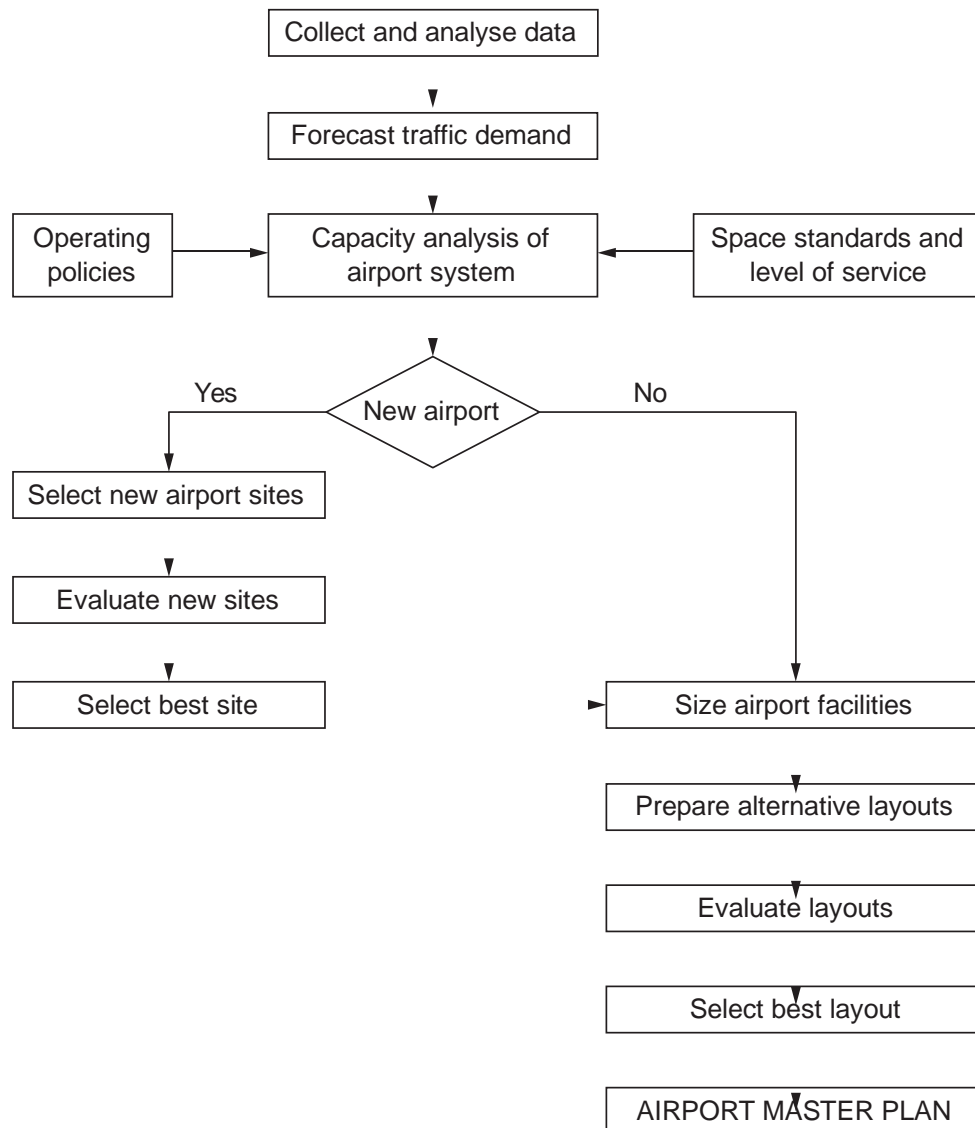 Collect and analyse data
Forecast traffic demand
Operating
policies
Capacity analysis of
airport system
Space standards and
level of service
Yes
New airport
No
Select new airport sites
Evaluate new sites
Select best site
Size airport facilities
Prepare alternative layouts
Evaluate layouts
Select best layout
AIRPORT MASTER PLAN